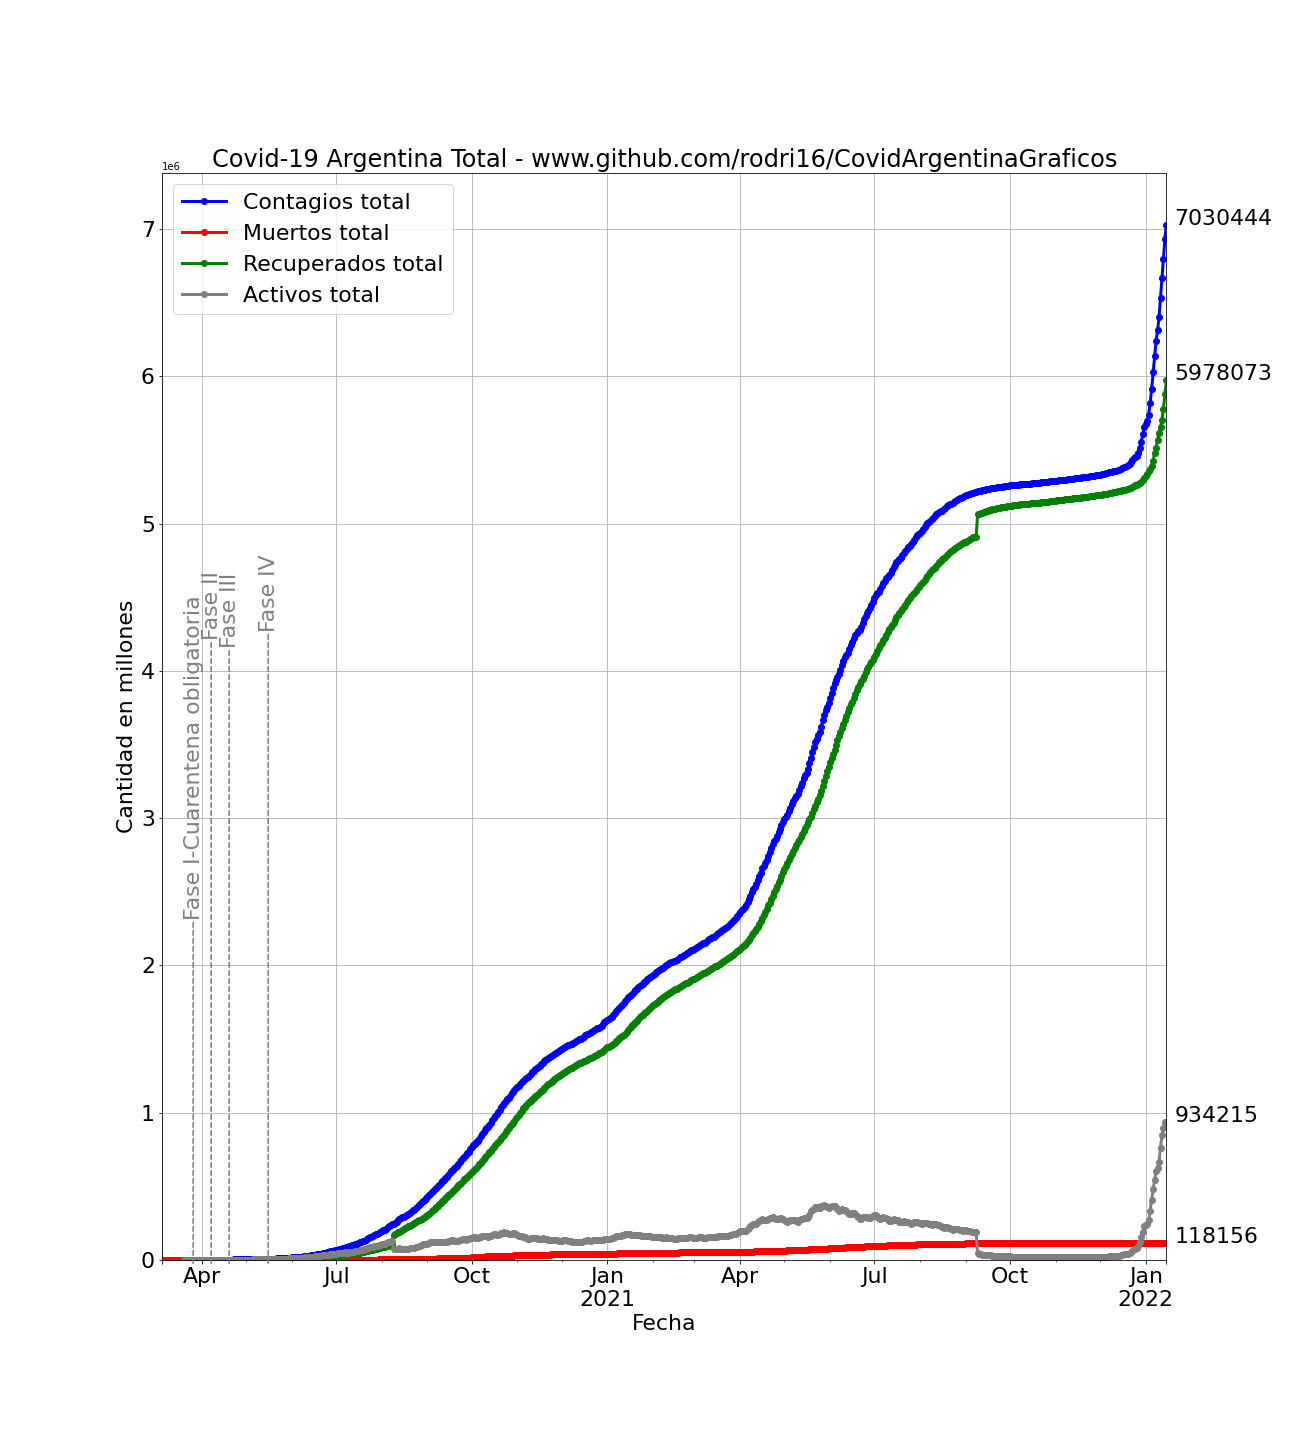 Covid-19 Argentina Total - www.github.com/rodri16/CovidArgentinaGraficos
1e6
Contagios total
Muertos total
Recuperados total
Activos total
7
6
5
4
3
2
1
0
Cantidad en millones
Fase I-Cuarentena obligatoria
Fase II
Fase III
Fase IV
7030444
5978073
934215
118156
Apr
Jul
Oct
Jan
2021
Apr
Jul
Oct
Jan
2022
Fecha